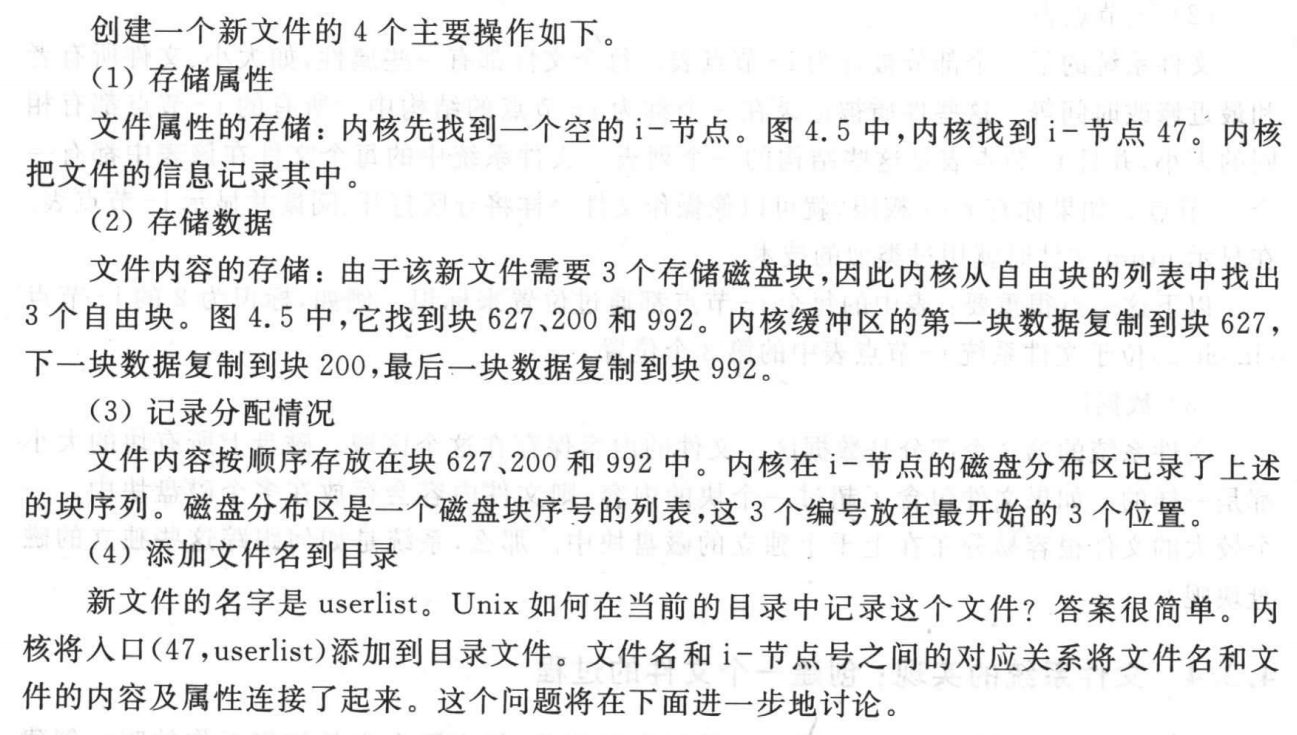 创建一个新文件的 4 个主要操作如下。
(1) 存储属性
文件属性的存储：内核先找到一个空的 i-节点。图 4.5 中,内核找到 i-节点 47。内核
把文件的信息记录其中。
(2) 存储数据
文件内容的存储：由于该新文件需要 3 个存储磁盘块,因此内核从自由块的列表中找出
3 个自由块。图 4.5 中,它找到块 627、200 和 992。内核缓冲区的第一块数据复制到块 627,
下一块数据复制到块 200,最后一块数据复制到块 992。
(3) 记录分配情况
文件内容按顺序存放在块 627、200 和 992 中。内核在 i-节点的磁盘分布区记录了上述
的块序列。磁盘分布区是一个磁盘块序号的列表,这 3 个编号放在最开始的 3 个位置。
(4) 添加文件名到目录
新文件的名字是 userlist。Unix 如何在当前的目录中记录这个文件？答案很简单。内
核将入口(47,userlist)添加到目录文件。文件名和 i-节点号之间的对应关系将文件名和文
件的内容及属性连接了起来。这个问题将在下面进一步地讨论。